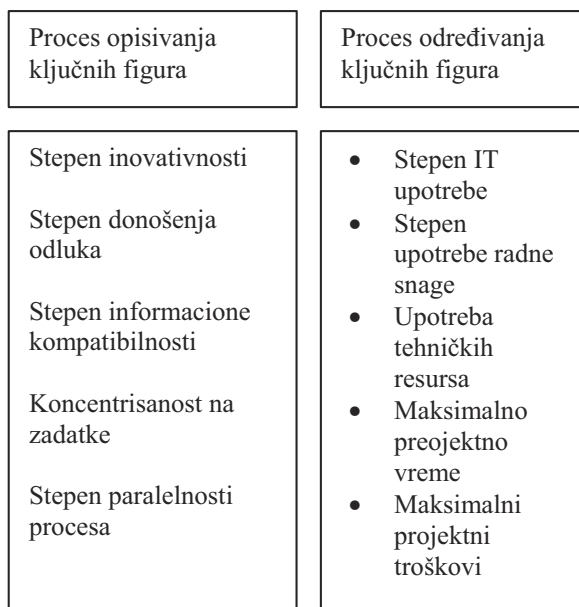 Proces opisivanja
ključnih figura
Proces određivanja
ključnih figura
Stepen inovativnosti
Stepen donošenja
odluka
Stepen informacione
kompatibilnosti
Koncentrisanost na
zadatke
Stepen paralelnosti
procesa
• Stepen IT
upotrebe
• Stepen
upotrebe radne
snage
• Upotreba
tehničkih
resursa
• Maksimalno
preojektno
vreme
• Maksimalni
projektni
troškovi